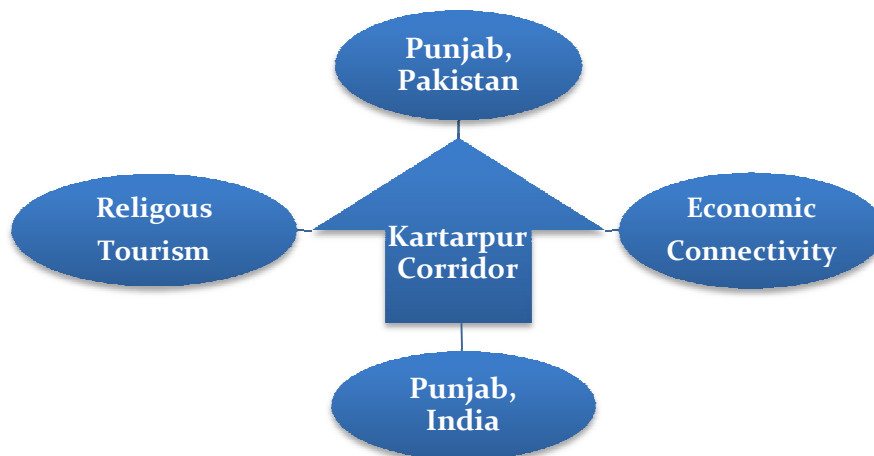 Punjab,
Pakistan
Religous
Tourism
Kartarpur
Corridor
Economic
Connectivity
Punjab,
India